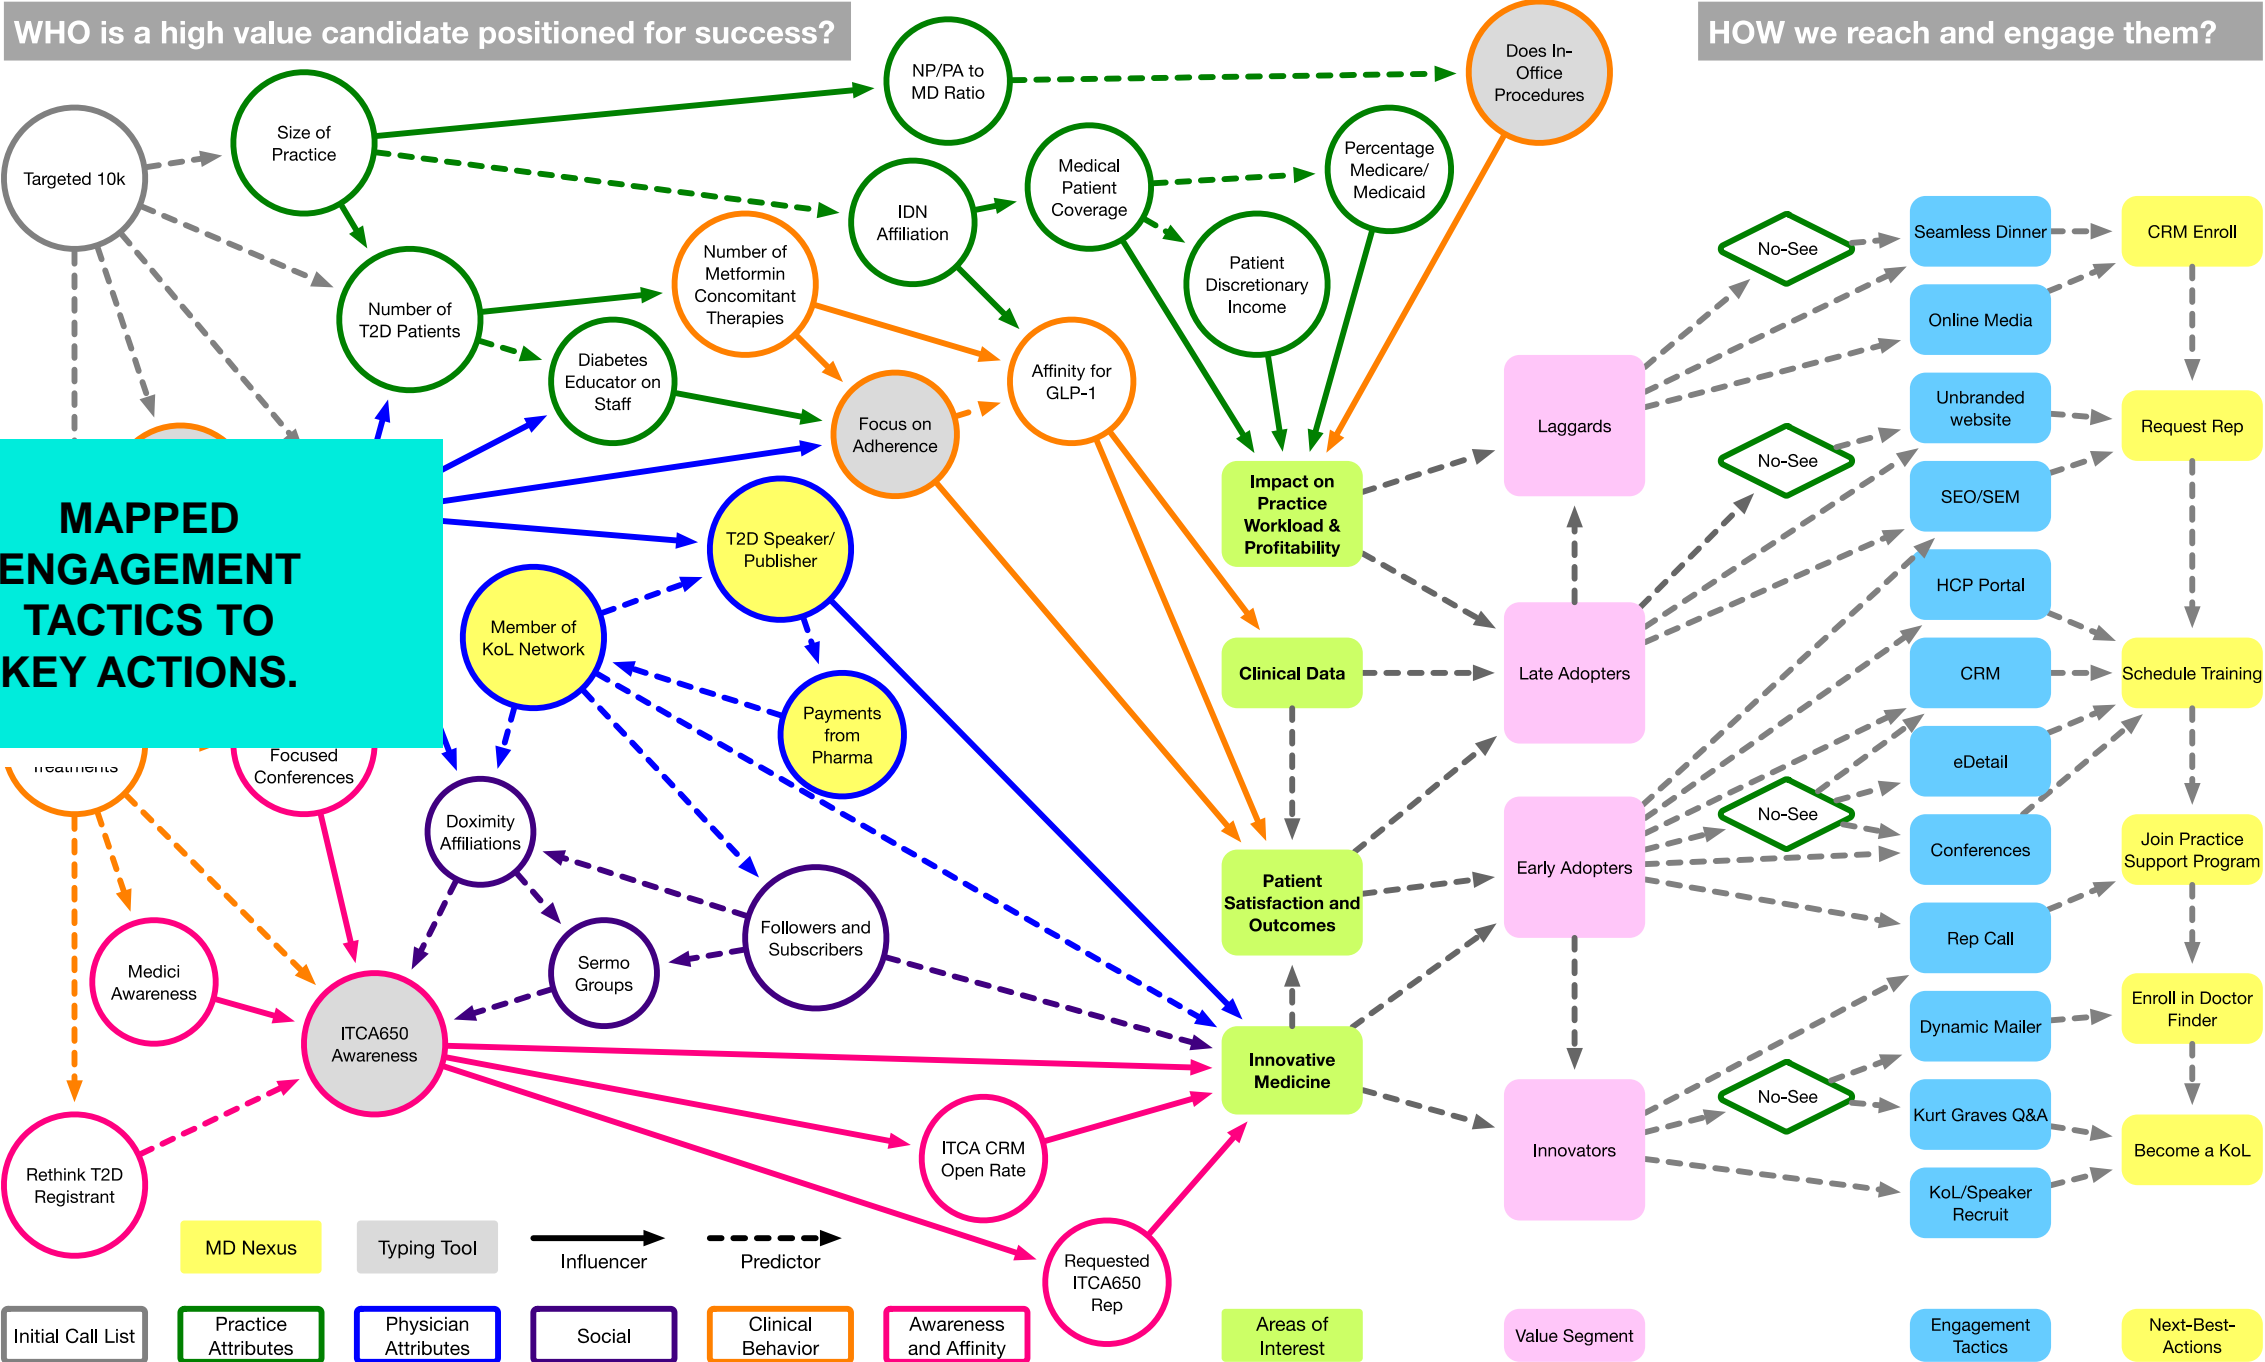 WHO is a high value candidate positioned for success?
HOW we reach and engage them?
Targeted 10k
Size of
Practice
NP/PA to
MD Ratio
Does In-
Office
Procedures
Number of
T2D Patients
Number of
Metformin
Concomitant
Therapies
IDN
Affiliation
Medical
Patient
Coverage
Percentage
Medicare/
Medicaid
Patient
Discretionary
Income
Diabetes
Educator on
Staff
Focus on
Adherence
Affinity for
GLP-1
MAPPED
ENGAGEMENT
TACTICS TO
KEY ACTIONS.
T2D Speaker/
Publisher
Member of
KoL Network
Payments
from
Pharma
Treatments
Focused
Conferences
Doximity
Affiliations
Followers and
Subscribers
Sermo
Groups
Medici
Awareness
ITCA650
Awareness
Rethink T2D
Registrant
ITCA CRM
Open Rate
Requested
ITCA650
Rep
Impact on
Practice
Workload &
Profitability
Clinical Data
Patient
Satisfaction and
Outcomes
Innovative
Medicine
Laggards
Late Adopters
Early Adopters
Innovators
No-See
No-See
No-See
No-See
Seamless Dinner
Online Media
Unbranded
website
SEO/SEM
HCP Portal
CRM
eDetail
Conferences
Rep Call
Dynamic Mailer
Kurt Graves Q&A
KoL/Speaker
Recruit
CRM Enroll
Request Rep
Schedule Training
Join Practice
Support Program
Enroll in Doctor
Finder
Become a KoL
MD Nexus
Typing Tool
Influencer
Predictor
Initial Call List
Practice
Attributes
Physician
Attributes
Social
Clinical
Behavior
Awareness
and Affinity
Areas of
Interest
Value Segment
Engagement
Tactics
Next-Best-
Actions